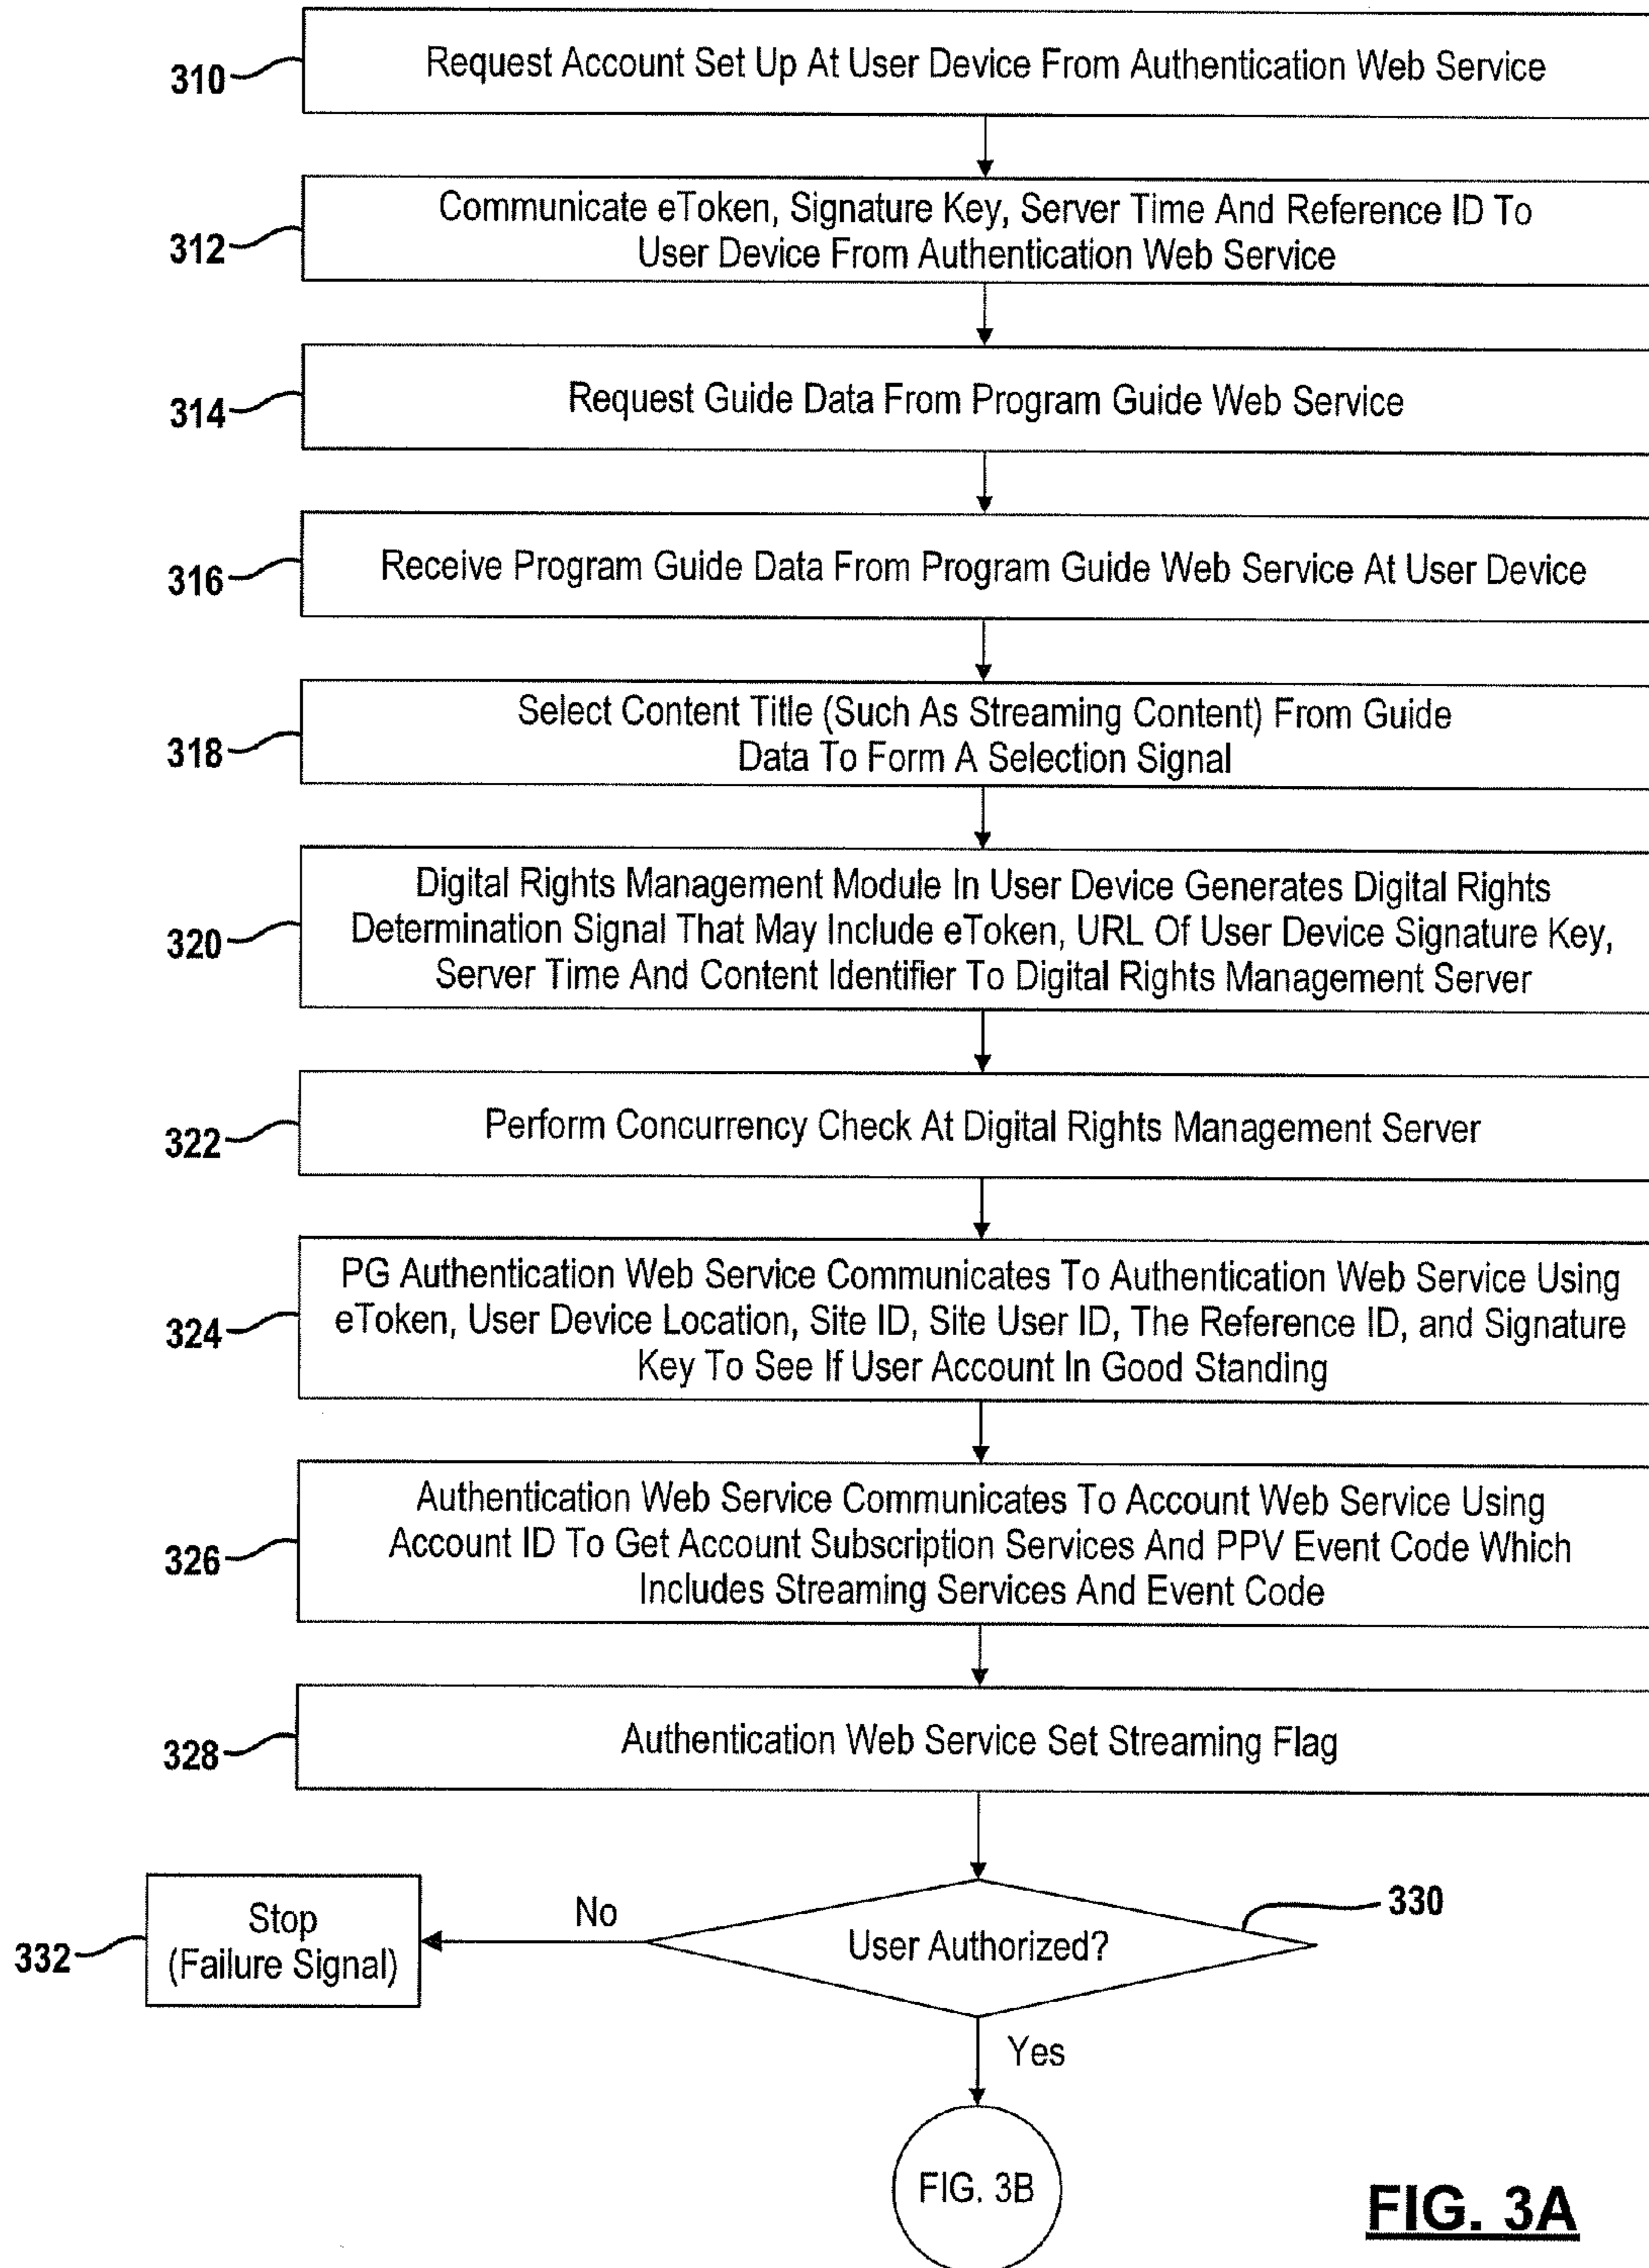 310
Request Account Set Up At User Device From Authentication Web Service
312
Communicate eToken, Signature Key, Server Time And Reference ID To
User Device From Authentication Web Service
314
Request Guide Data From Program Guide Web Service
316
Receive Program Guide Data From Program Guide Web Service At User Device
318
Select Content Title (Such As Streaming Content) From Guide
Data To Form A Selection Signal
320
Digital Rights Management Module In User Device Generates Digital Rights
Determination Signal That May Include eToken, URL Of User Device Signature Key,
Server Time And Content Identifier To Digital Rights Management Server
322
Perform Concurrency Check At Digital Rights Management Server
324
PG Authentication Web Service Communicates To Authentication Web Service Using
eToken, User Device Location, Site ID, Site User ID, The Reference ID, and Signature
Key To See If User Account In Good Standing
326
Authentication Web Service Communicates To Account Web Service Using
Account ID To Get Account Subscription Services And PPV Event Code Which
Includes Streaming Services And Event Code
328
Authentication Web Service Set Streaming Flag
330
User Authorized?
No
332
Stop
(Failure Signal)
Yes
FIG. 3B
FIG. 3A